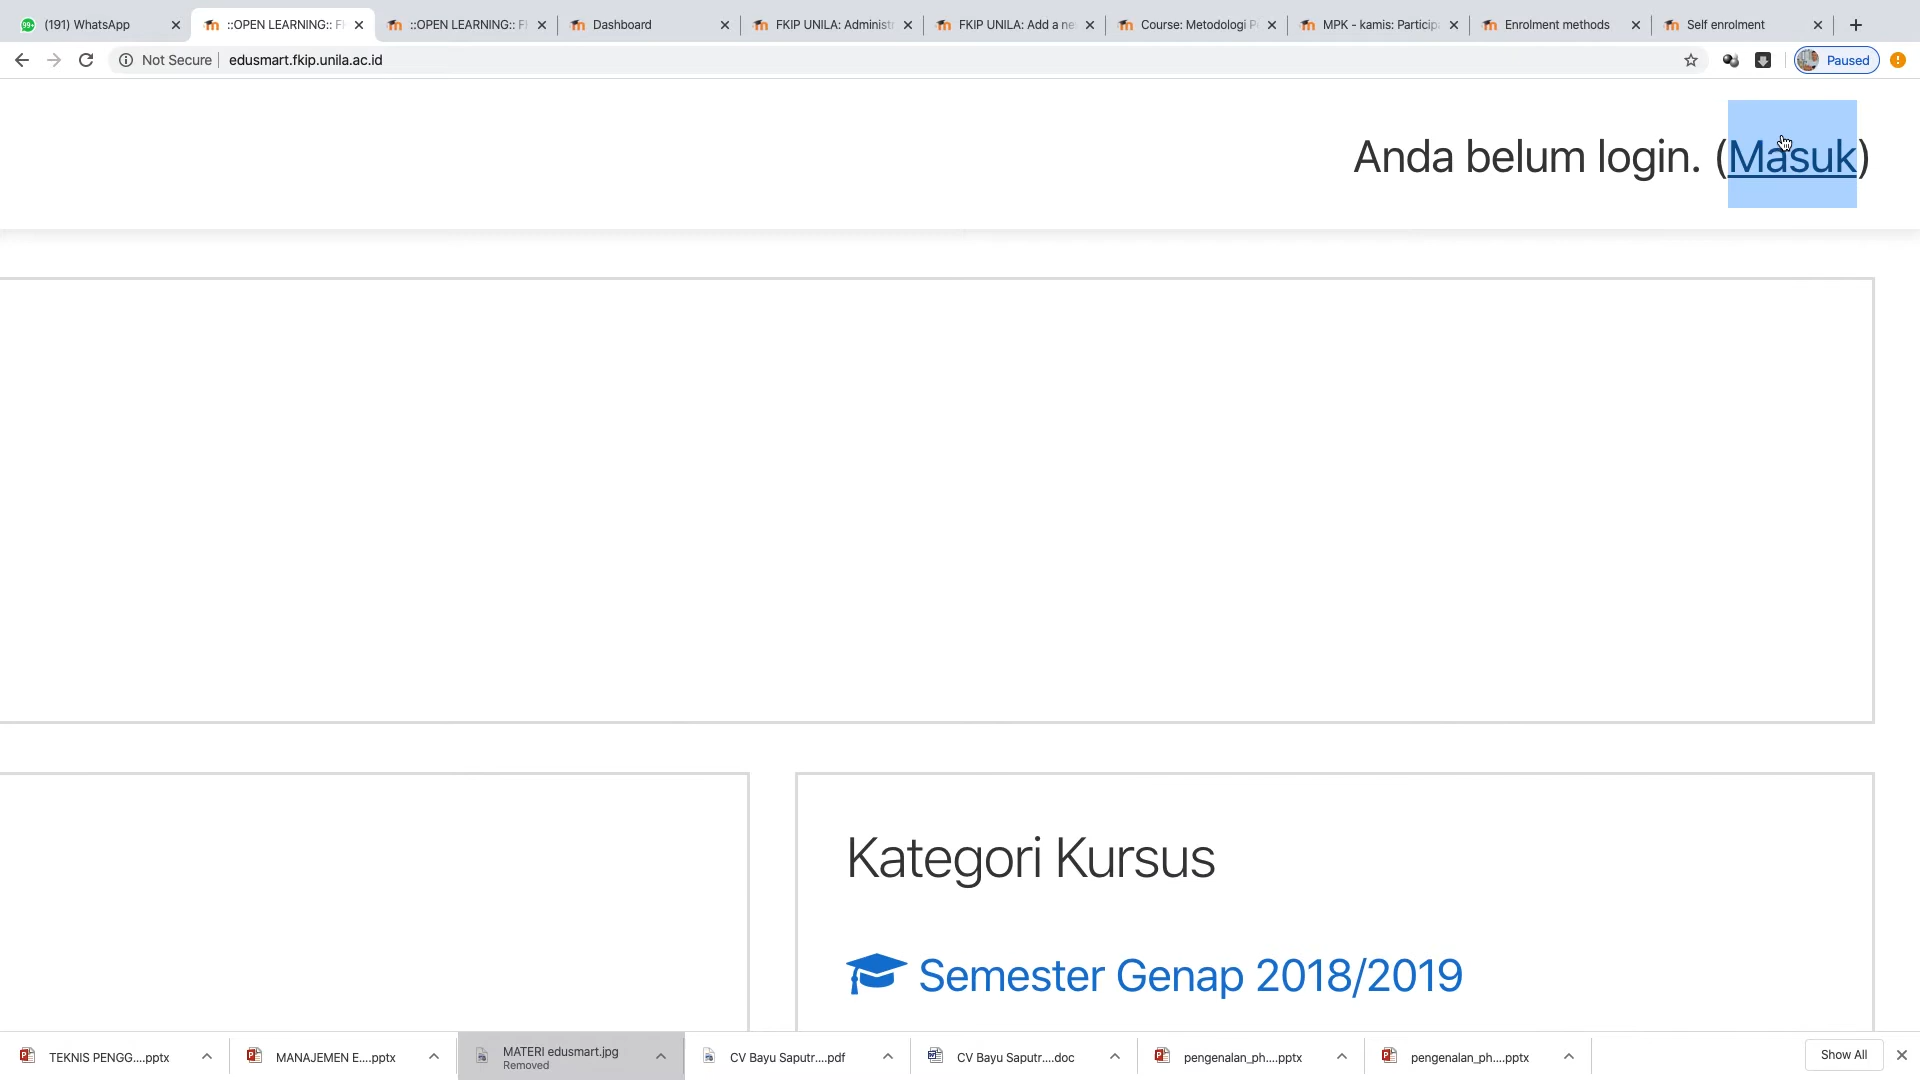 (191) WhatsApp
::OPEN LEARNING:: F
::OPEN LEARNING:: F
Dashboard
FKIP UNILA: Administr
FKIP UNILA: Add a ne
Course: Metodologi P
MPK - kamis: Particip
Enrolment methods
Self enrolment
Not Secure
edusmart.fkip.unila.ac.id
Paused
Anda belum login. (Masuk)
Kategori Kursus
Semester Genap 2018/2019
TEKNIS PENGG....pptx
MANAJEMEN E....pptx
MATERI edusmart.jpg
Removed
CV Bayu Saputr....pdf
CV Bayu Saputr....doc
pengenalan_ph....pptx
pengenalan_ph....pptx
Show All